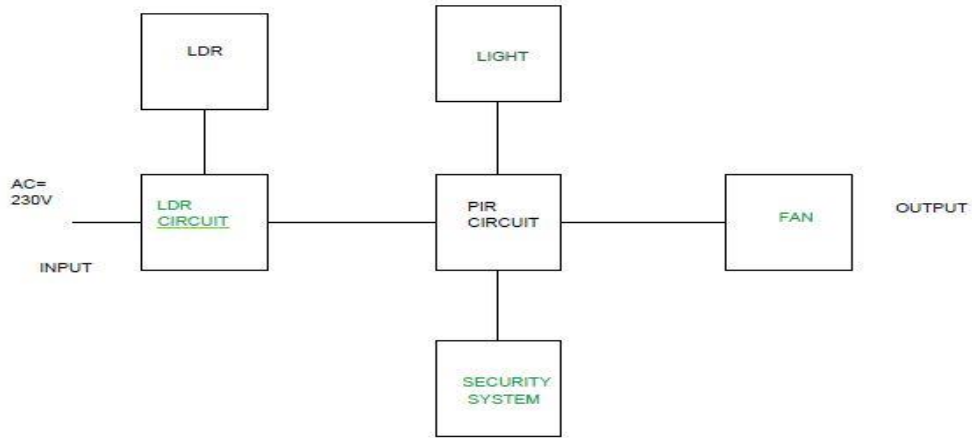 LDR
LIGHT
AC=
230V
LDR
CIRCUIT
PIR
CIRCUIT
FAN
OUTPUT
INPUT
SECURITY
SYSTEM